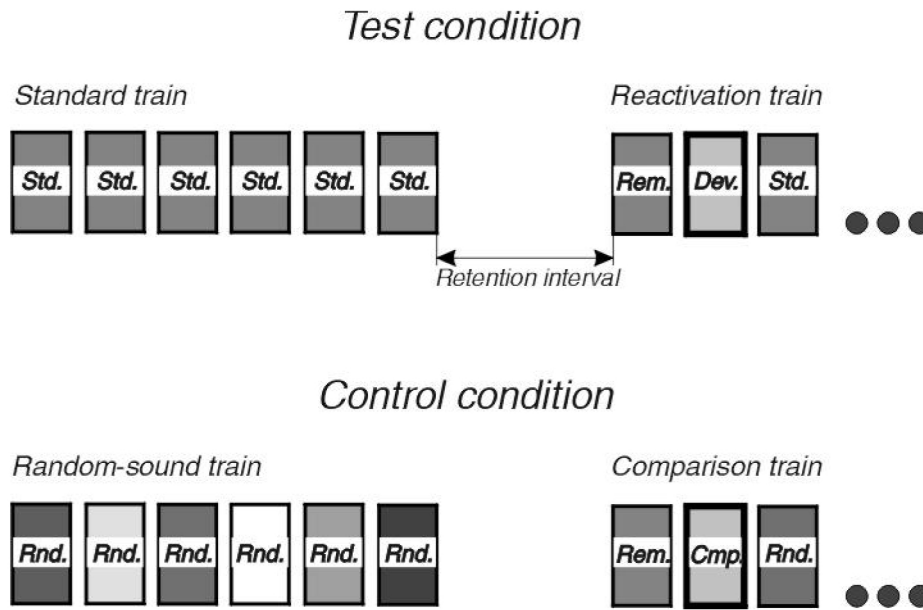 Test condition
Standard train
Reactivation train
Std. Std. Std. Std. Std. Std. Rem. Dev. Std.
Retention interval
Control condition
Random-sound train
Comparison train
Rnd. Rnd. Rnd. Rnd. Rnd. Rnd. Rem. Cmp. Rnd.